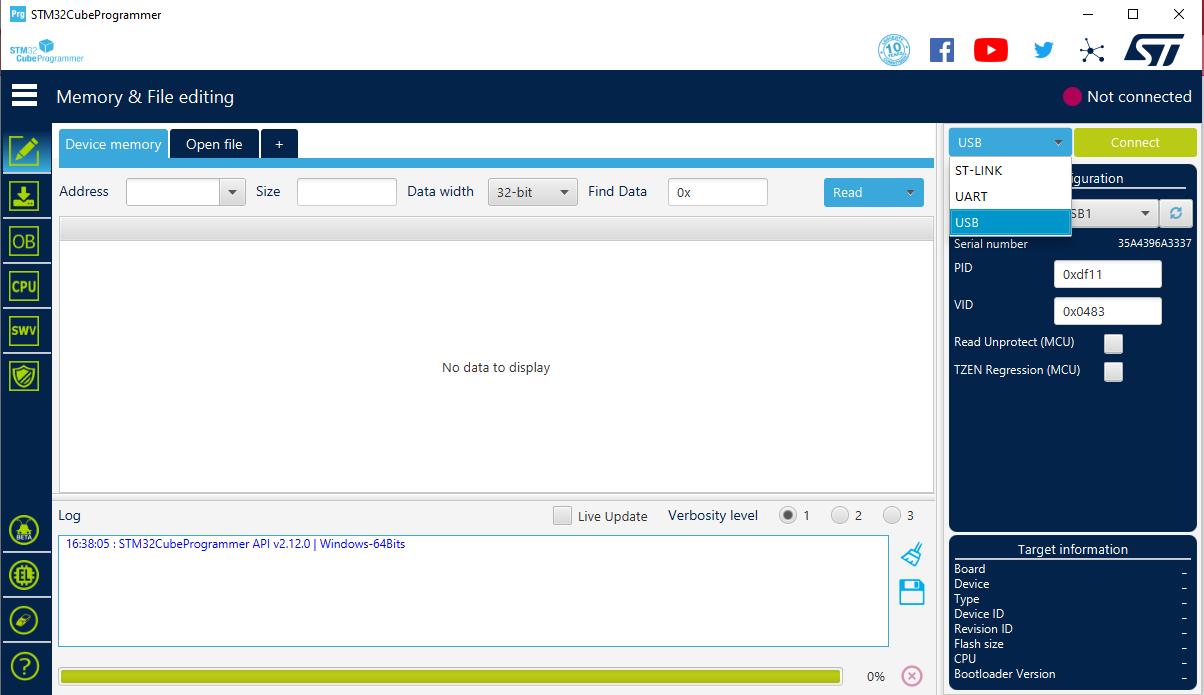 Prg STM32CubeProgrammer
STM32
CubeProgrammer
10 YEARS
ST
Memory & File editing
Not connected
Device memory Open file +
USB Connect
ST-LINK
UART
USB
iguration
SB1
Address Size Data width 32-bit Find Data 0x Read
Serial number 35A4396A3337
PID 0xdf11
VID 0x0483
Read Unprotect (MCU)
TZEN Regression (MCU)
OB
CPU
SWV
No data to display
BETA
EL
?
Log Live Update Verbosity level 1 2 3
16:38:05 : STM32CubeProgrammer API v2.12.0 | Windows-64Bits
0%
Target information
Board _
Device _
Type _
Device ID _
Revision ID _
Flash size _
CPU _
Bootloader Version _